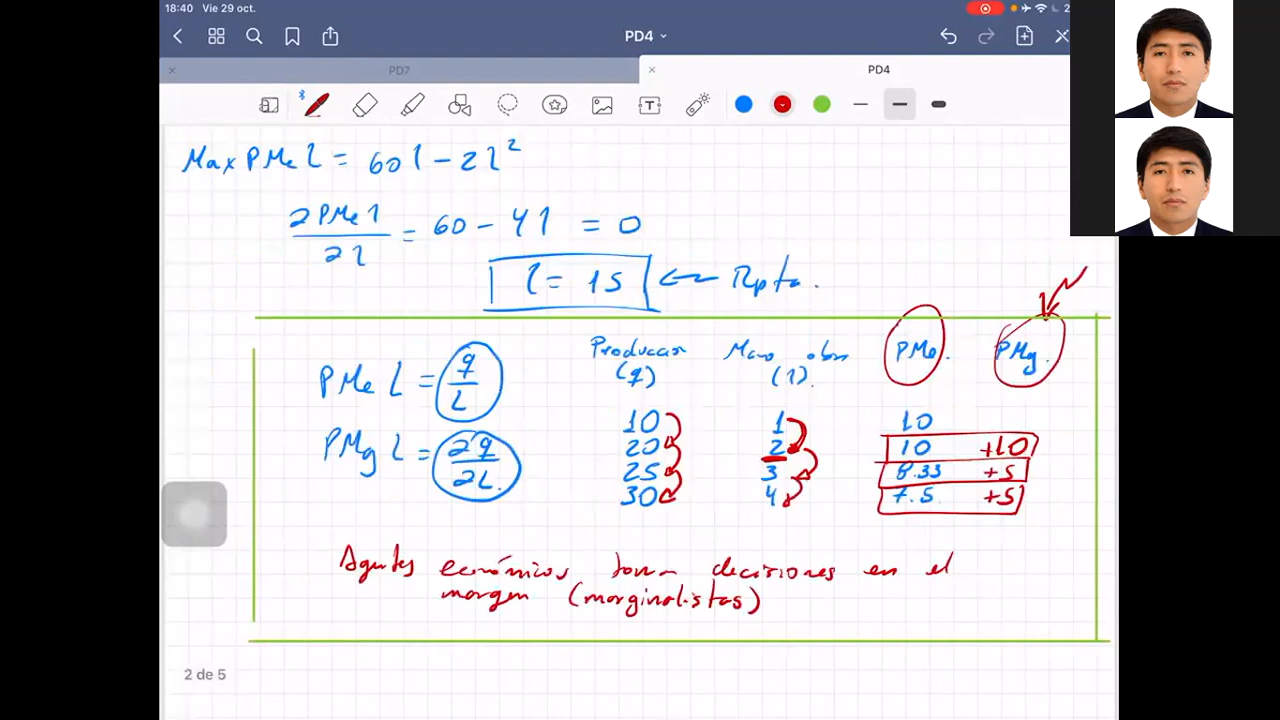 18:40 Vie 29 oct.
PD4
PD7
PD4
Max PMe l = 60l - 2l²
∂PMe l / ∂l = 60 - 4l = 0
l = 15 ← Rpta.
Produccion Mano obra PMe. PMg.
(q) (l).
PMe L = q / L
PMg L = ∂q / ∂L.
10 1 10
20 2 10 +10
25 3 8.33 +5
30 4 7.5 +5
Agentes económicos toman decisiones en el
margen (marginalistas)
2 de 5